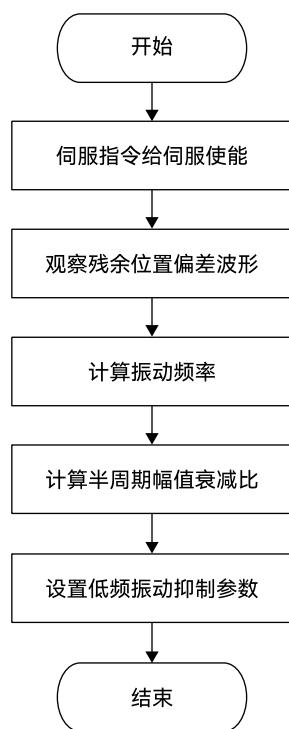 开始
伺服指令给伺服使能
观察残余位置偏差波形
计算振动频率
计算半周期幅值衰减比
设置低频振动抑制参数
结束